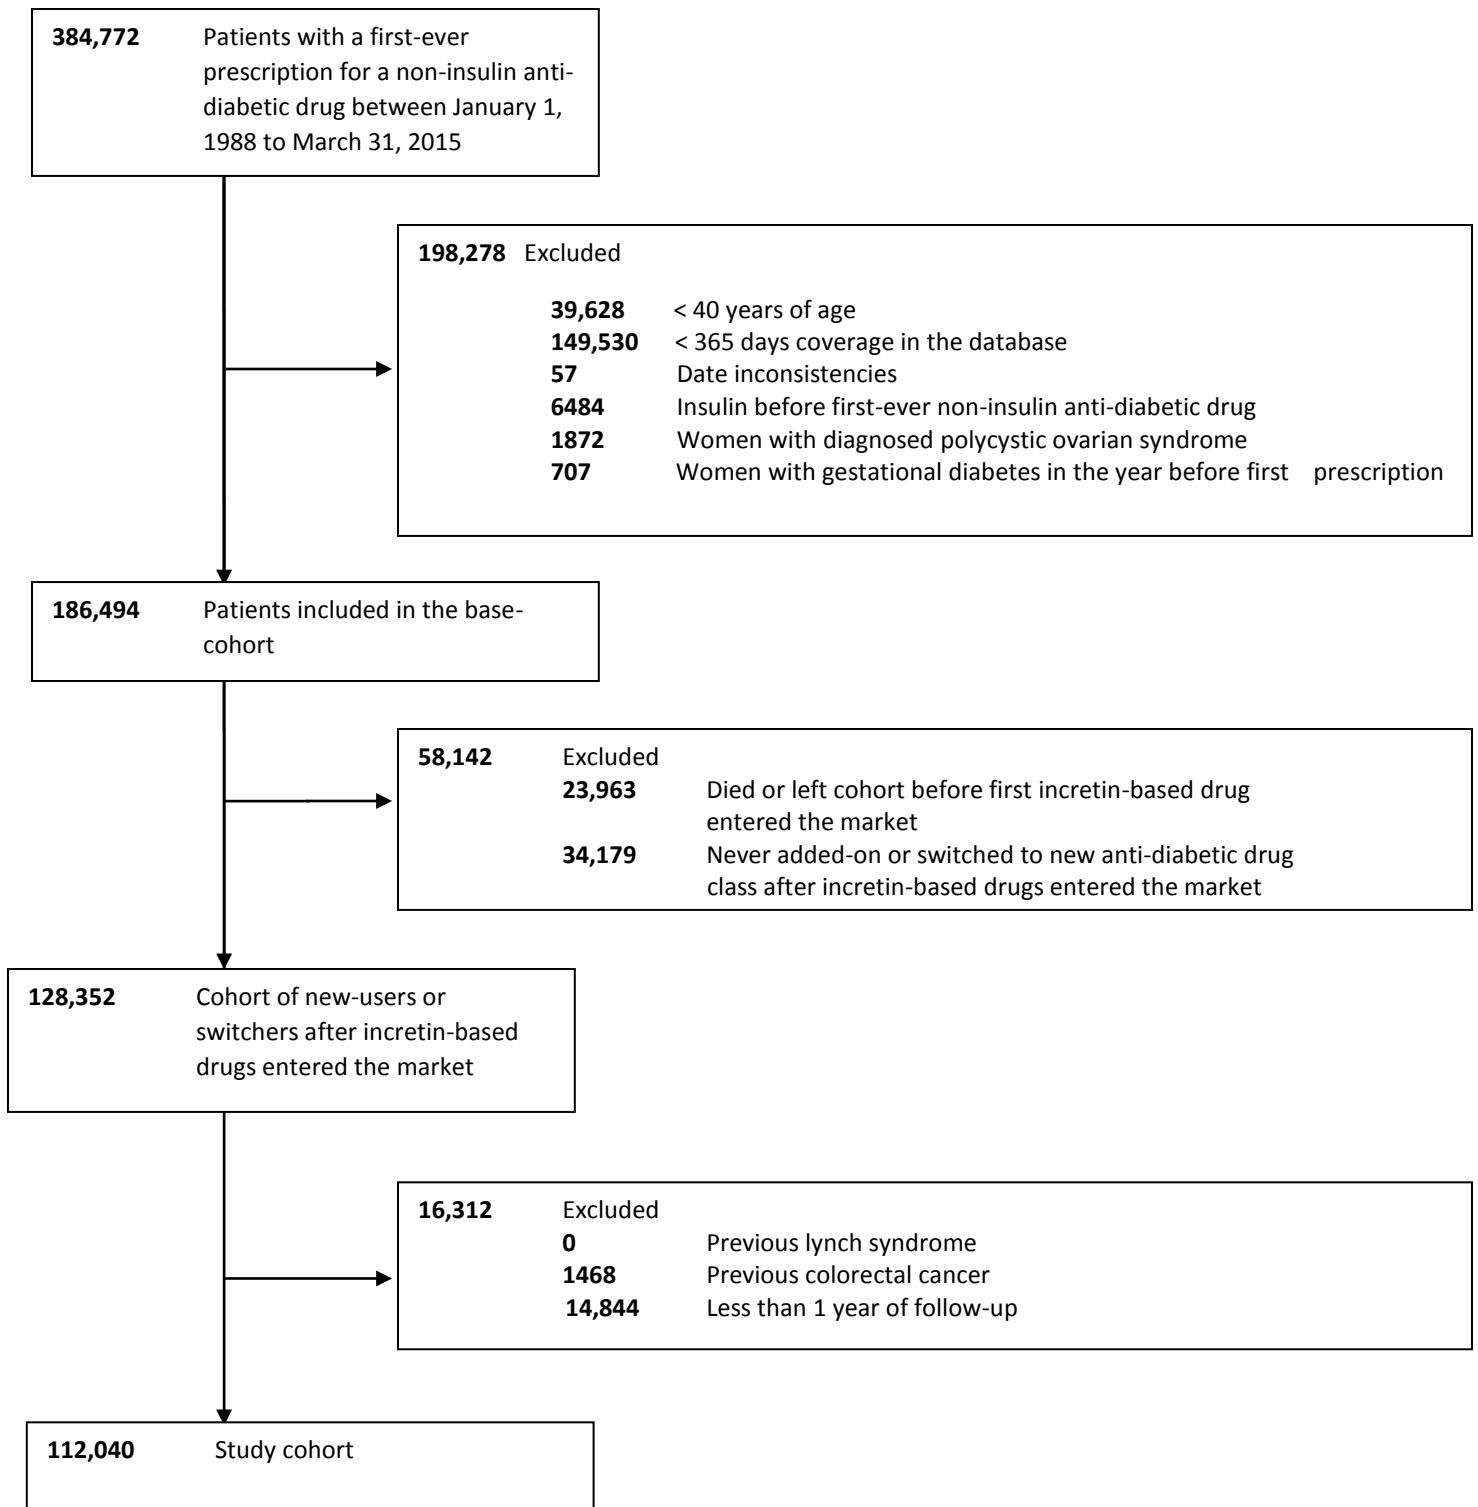 384,772 Patients with a first-ever
prescription for a non-insulin anti-
diabetic drug between January 1,
1988 to March 31, 2015
198,278 Excluded
39,628 < 40 years of age
149,530 < 365 days coverage in the database
57 Date inconsistencies
6484 Insulin before first-ever non-insulin anti-diabetic drug
1872 Women with diagnosed polycystic ovarian syndrome
707 Women with gestational diabetes in the year before first prescription
186,494 Patients included in the base-
cohort
58,142 Excluded
23,963 Died or left cohort before first incretin-based drug
entered the market
34,179 Never added-on or switched to new anti-diabetic drug
class after incretin-based drugs entered the market
128,352 Cohort of new-users or
switchers after incretin-based
drugs entered the market
16,312 Excluded
0 Previous lynch syndrome
1468 Previous colorectal cancer
14,844 Less than 1 year of follow-up
112,040 Study cohort